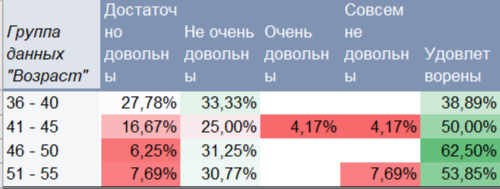 Группа данных "Возраст" Достаточно довольны Не очень довольны Очень довольны Совсем не довольны Удовлетворены
36 - 40 27,78% 33,33% 38,89%
41 - 45 16,67% 25,00% 4,17% 4,17% 50,00%
46 - 50 6,25% 31,25% 62,50%
51 - 55 7,69% 30,77% 7,69% 53,85%